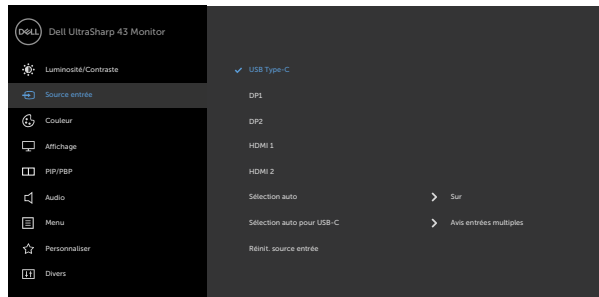 DELL Dell UltraSharp 43 Monitor
Luminosité/Contraste
USB Type-C
Source entrée
DP1
Couleur
DP2
Affichage
HDMI 1
PIP/PBP
HDMI 2
Audio
Sélection auto
Sur
Menu
Sélection auto pour USB-C
Avis entrées multiples
Personnaliser
Réinit. source entrée
Divers